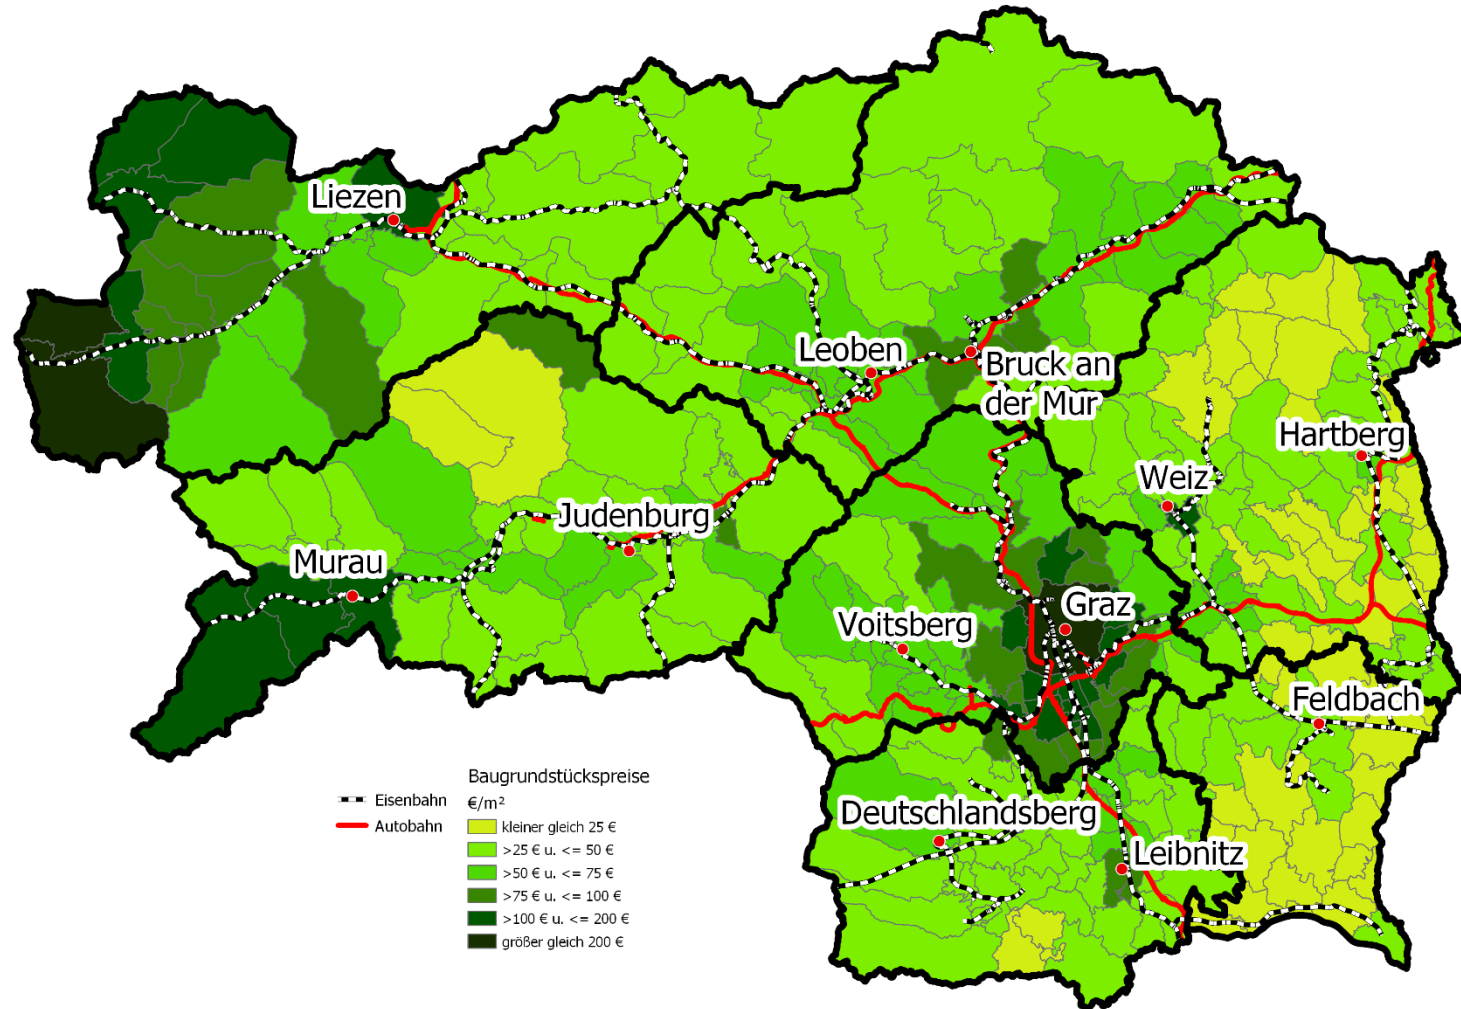 Liezen
Leoben
Bruck an
der Mur
Hartberg
Weiz
Judenburg
Murau
Graz
Voitsberg
Feldbach
Deutschlandsberg
Leibnitz
Baugrundstückspreise
€/m²
Eisenbahn
Autobahn
kleiner gleich 25 €
>25 € u. <= 50 €
>50 € u. <= 75 €
>75 € u. <= 100 €
>100 € u. <= 200 €
größer gleich 200 €